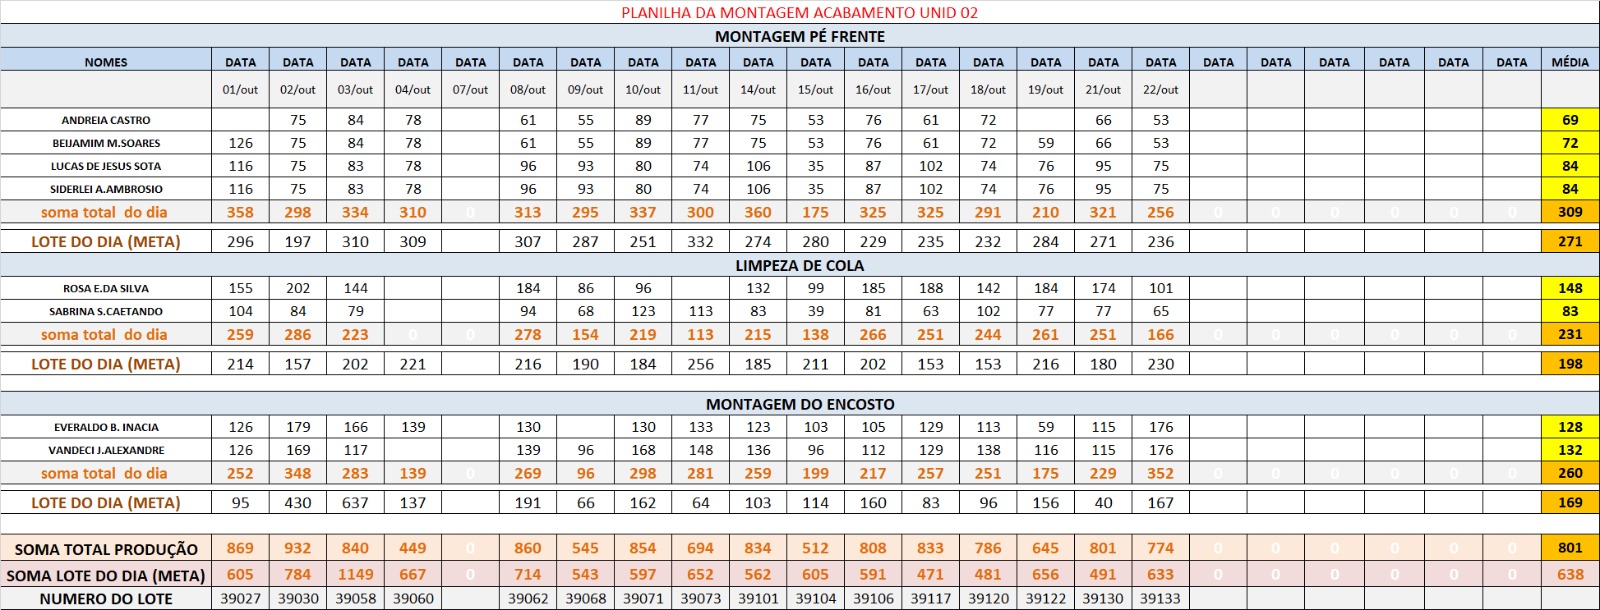 PLANILHA DA MONTAGEM ACABAMENTO UNID 02
MONTAGEM PÉ FRENTE
NOMES DATA DATA DATA DATA DATA DATA DATA DATA DATA DATA DATA DATA DATA DATA DATA DATA DATA DATA DATA DATA DATA DATA DATA MÉDIA
01/out 02/out 03/out 04/out 07/out 08/out 09/out 10/out 11/out 14/out 15/out 16/out 17/out 18/out 19/out 21/out 22/out
ANDREIA CASTRO 75 84 78 61 55 89 77 75 53 76 61 72 66 53 69
BEIJAMIM M.SOARES 126 75 84 78 61 55 89 77 75 53 76 61 72 59 66 53 72
LUCAS DE JESUS SOTA 116 75 83 78 96 93 80 74 106 35 87 102 74 76 95 75 84
SIDERLEI A.AMBROSIO 116 75 83 78 96 93 80 74 106 35 87 102 74 76 95 75 84
soma total do dia 358 298 334 310 0 313 295 337 300 360 175 325 325 291 210 321 256 0 0 0 0 0 0 309
LOTE DO DIA (META) 296 197 310 309 307 287 251 332 274 280 229 235 232 284 271 236 271
LIMPEZA DE COLA
ROSA E.DA SILVA 155 202 144 184 86 96 132 99 185 188 142 184 174 101 148
SABRINA S.CAETANDO 104 84 79 94 68 123 113 83 39 81 63 102 77 77 65 83
soma total do dia 259 286 223 0 0 278 154 219 113 215 138 266 251 244 261 251 166 0 0 0 0 0 0 231
LOTE DO DIA (META) 214 157 202 221 216 190 184 256 185 211 202 153 153 216 180 230 198
MONTAGEM DO ENCOSTO
EVERALDO B. INACIA 126 179 166 139 130 130 133 123 103 105 129 113 59 115 176 128
VANDECI J.ALEXANDRE 126 169 117 139 96 168 148 136 96 112 129 138 116 115 176 132
soma total do dia 252 348 283 139 0 269 96 298 281 259 199 217 257 251 175 229 352 0 0 0 0 0 0 260
LOTE DO DIA (META) 95 430 637 137 191 66 162 64 103 114 160 83 96 156 40 167 169
SOMA TOTAL PRODUÇÃO 869 932 840 449 0 860 545 854 694 834 512 808 833 786 645 801 774 0 0 0 0 0 0 801
SOMA LOTE DO DIA (META) 605 784 1149 667 0 714 543 597 652 562 605 591 471 481 656 491 633 0 0 0 0 0 0 638
NUMERO DO LOTE 39027 39030 39058 39060 39062 39068 39071 39073 39101 39104 39106 39117 39120 39122 39130 39133